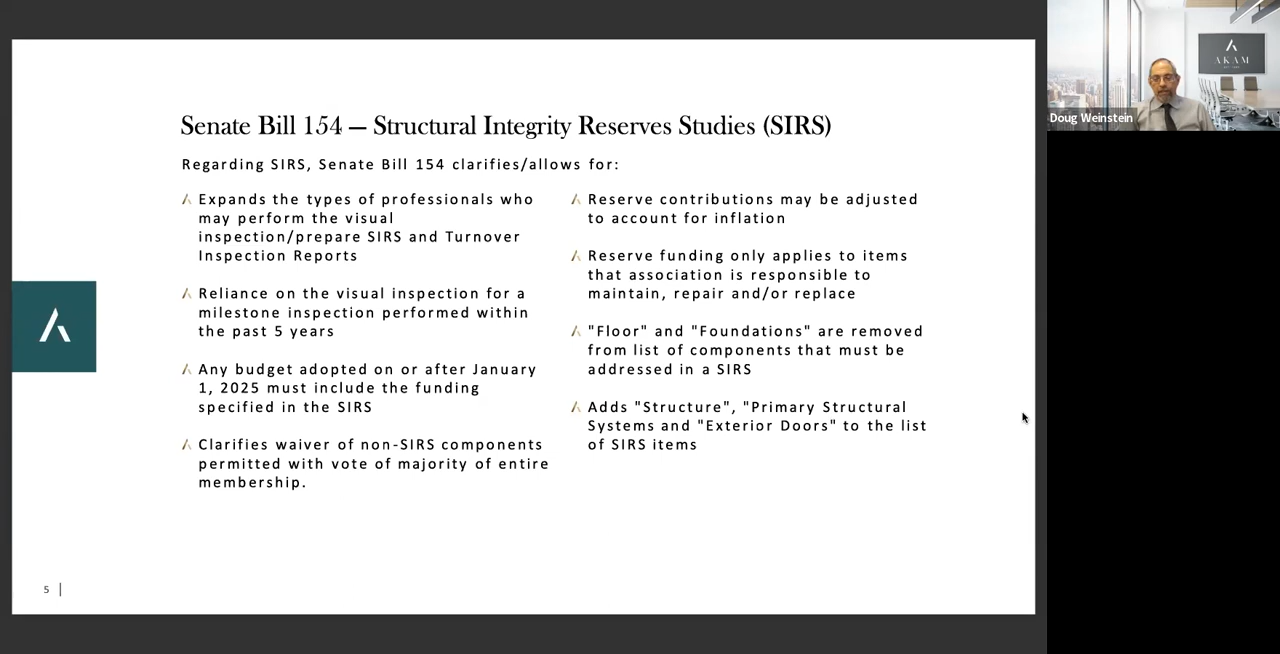 Senate Bill 154 — Structural Integrity Reserves Studies (SIRS)
Regarding SIRS, Senate Bill 154 clarifies/allows for:
Expands the types of professionals who
may perform the visual
inspection/prepare SIRS and Turnover
Inspection Reports
Reliance on the visual inspection for a
milestone inspection performed within
the past 5 years
Any budget adopted on or after January
1, 2025 must include the funding
specified in the SIRS
Clarifies waiver of non-SIRS components
permitted with vote of majority of entire
membership.
Reserve contributions may be adjusted
to account for inflation
Reserve funding only applies to items
that association is responsible to
maintain, repair and/or replace
"Floor" and "Foundations" are removed
from list of components that must be
addressed in a SIRS
Adds "Structure", "Primary Structural
Systems and "Exterior Doors" to the list
of SIRS items
5 |
AKAM
Doug Weinstein